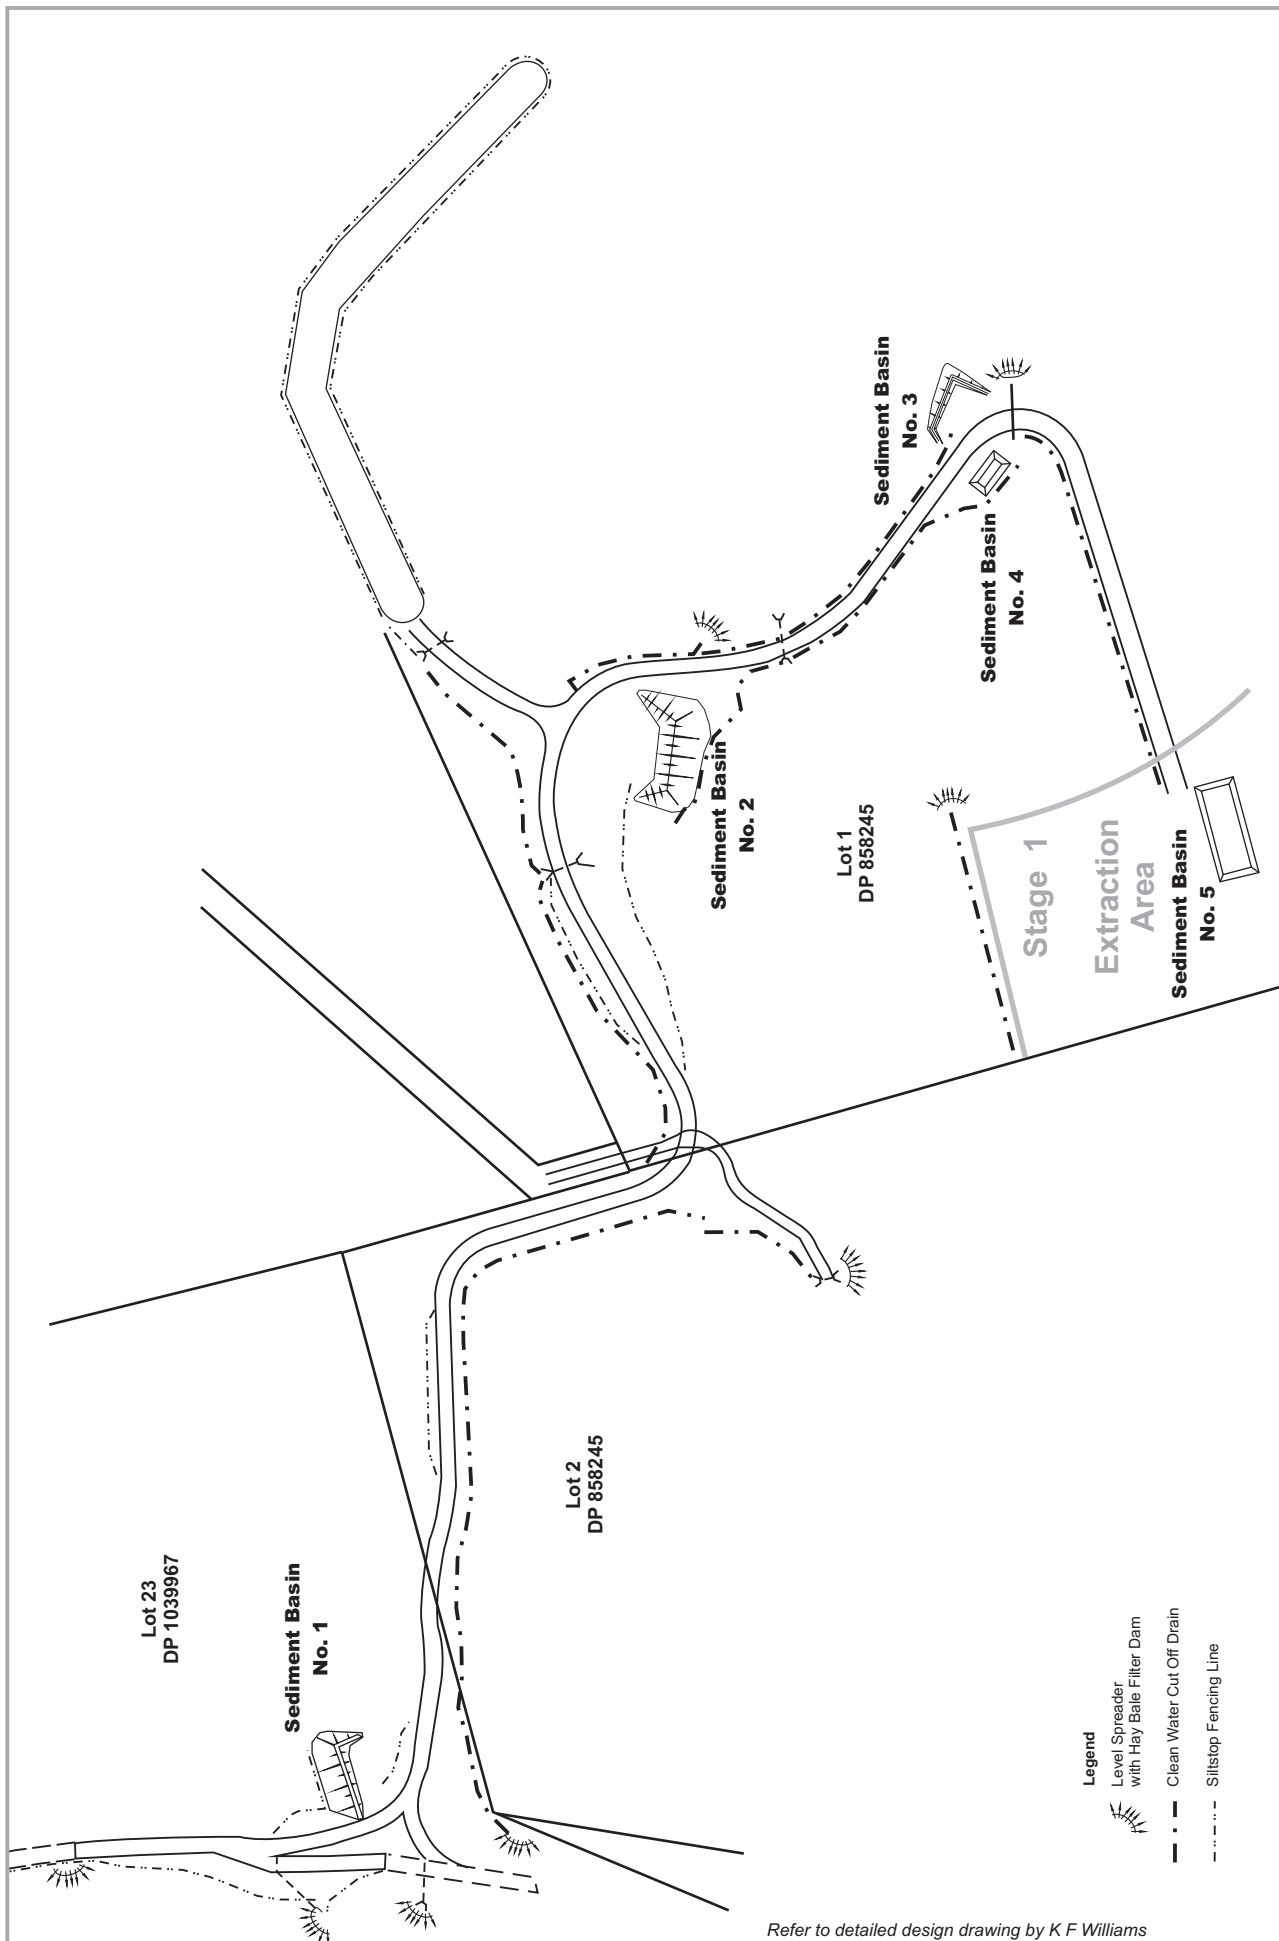 Sediment Basin
No. 3
Sediment Basin
No. 4
Sediment Basin
No. 2
Lot 1
DP 858245
Stage 1
Extraction
Area
Sediment Basin
No. 5
Lot 2
DP 858245
Lot 23
DP 1039967
Sediment Basin
No. 1
Legend
Level Spreader
with Hay Bale Filter Dam
Clean Water Cut Off Drain
Siltstop Fencing Line
Refer to detailed design drawing by K F Williams